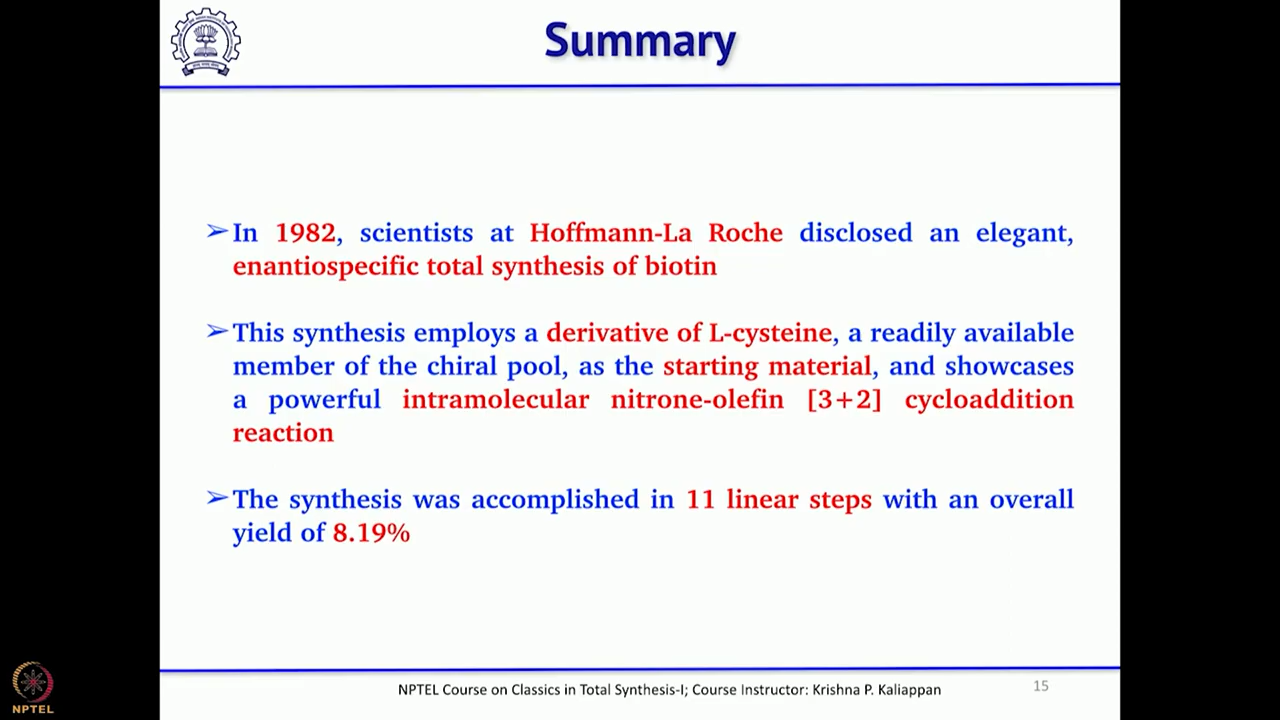 Summary
➢In 1982, scientists at Hoffmann-La Roche disclosed an elegant,
enantiospecific total synthesis of biotin
➢This synthesis employs a derivative of L-cysteine, a readily available
member of the chiral pool, as the starting material, and showcases
a powerful intramolecular nitrone-olefin [3+2] cycloaddition
reaction
➢The synthesis was accomplished in 11 linear steps with an overall
yield of 8.19%
NPTEL Course on Classics in Total Synthesis-I; Course Instructor: Krishna P. Kaliappan
15
NPTEL